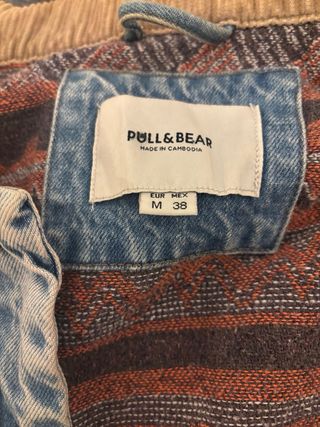 PULL&BEAR
MADE IN CAMBODIA
EUR MEX
M 38